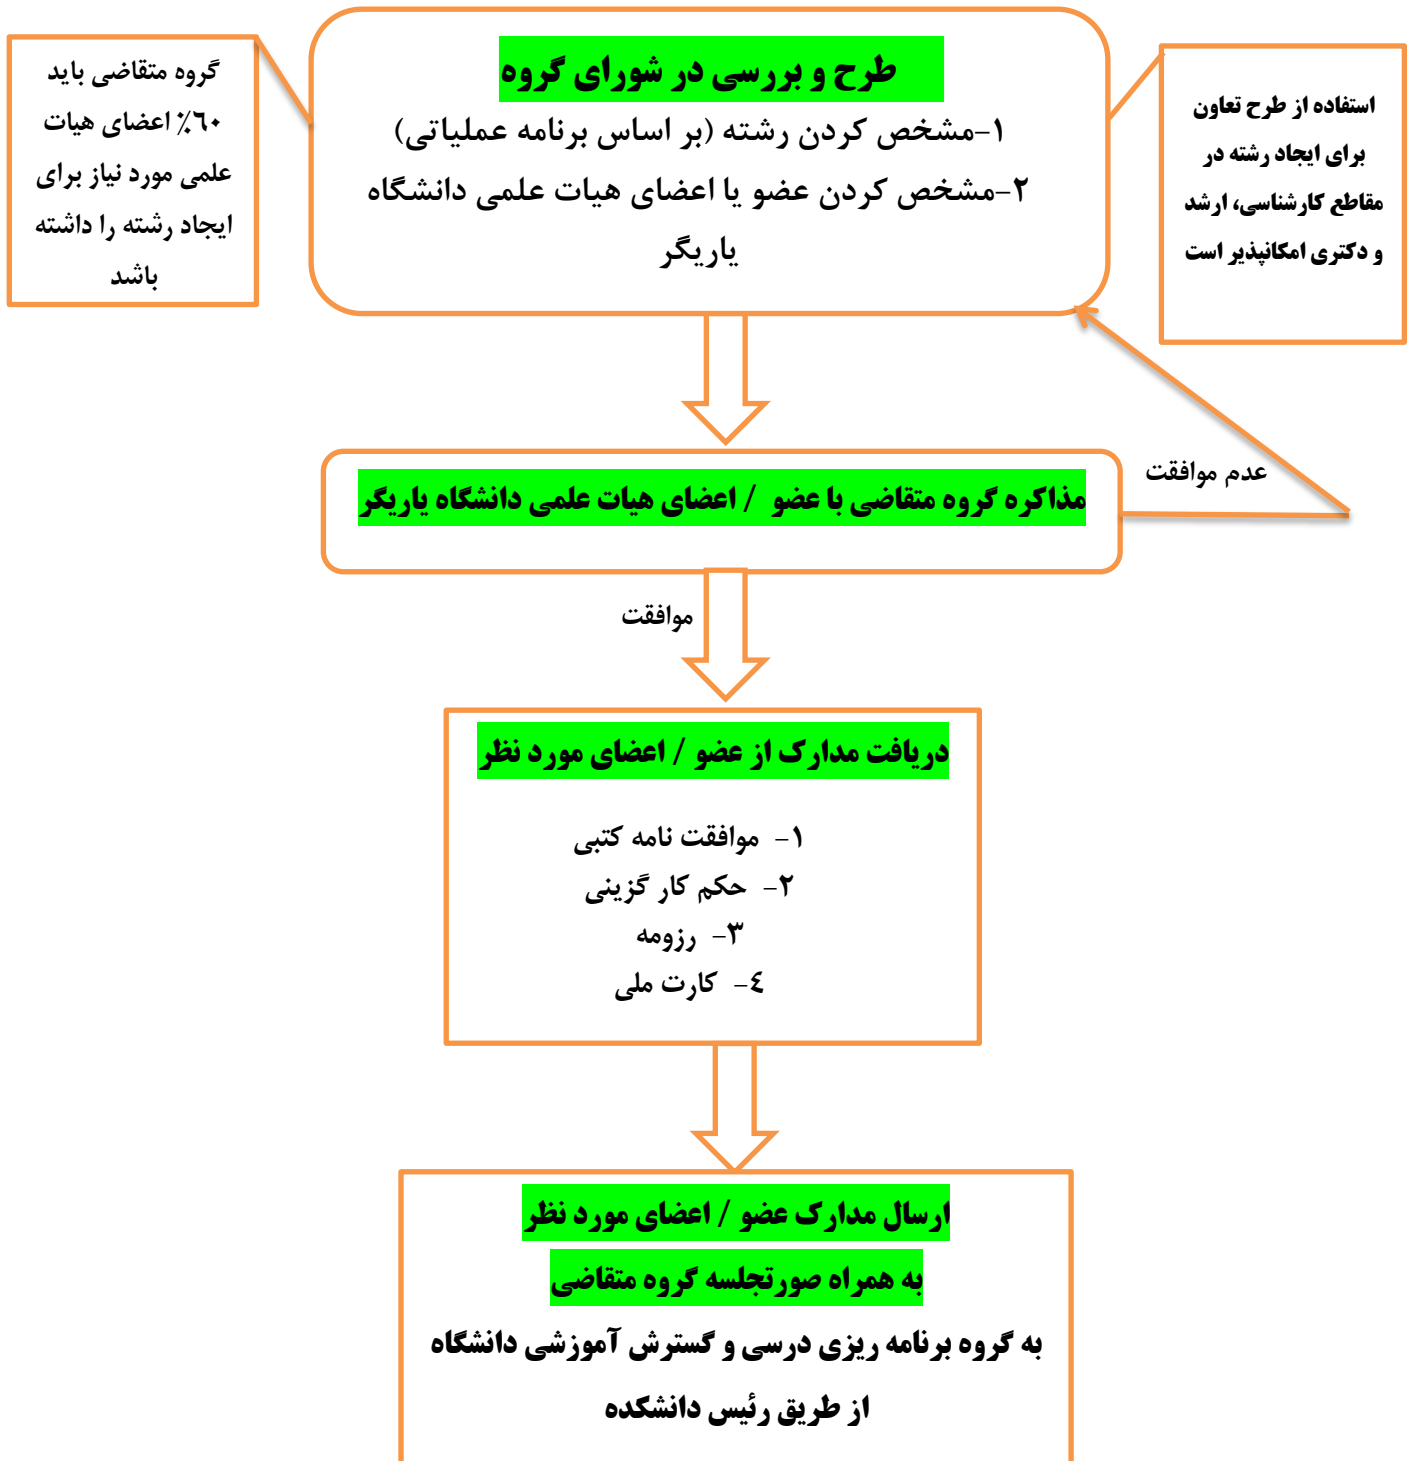 طرح و بررسی در شورای گروه
۱-مشخص کردن رشته (بر اساس برنامه عملیاتی)
۲-مشخص کردن عضو یا اعضای هیات علمی دانشگاه
یاریگر
استفاده از طرح تعاون
برای ایجاد رشته در
مقاطع کارشناسی، ارشد
و دکتری امکانپذیر است
گروه متقاضی باید
٦٠٪ اعضای هیات
علمی مورد نیاز برای
ایجاد رشته را داشته
باشد
عدم موافقت
مذاکره گروه متقاضی با عضو / اعضای هیات علمی دانشگاه یاریگر
موافقت
دریافت مدارک از عضو / اعضای مورد نظر
۱- موافقت نامه کتبی
۲- حکم کار گزینی
۳- رزومه
٤- کارت ملی
ارسال مدارک عضو / اعضای مورد نظر
به همراه صورتجلسه گروه متقاضی
به گروه برنامه ریزی درسی و گسترش آموزشی دانشگاه
از طریق رئیس دانشکده